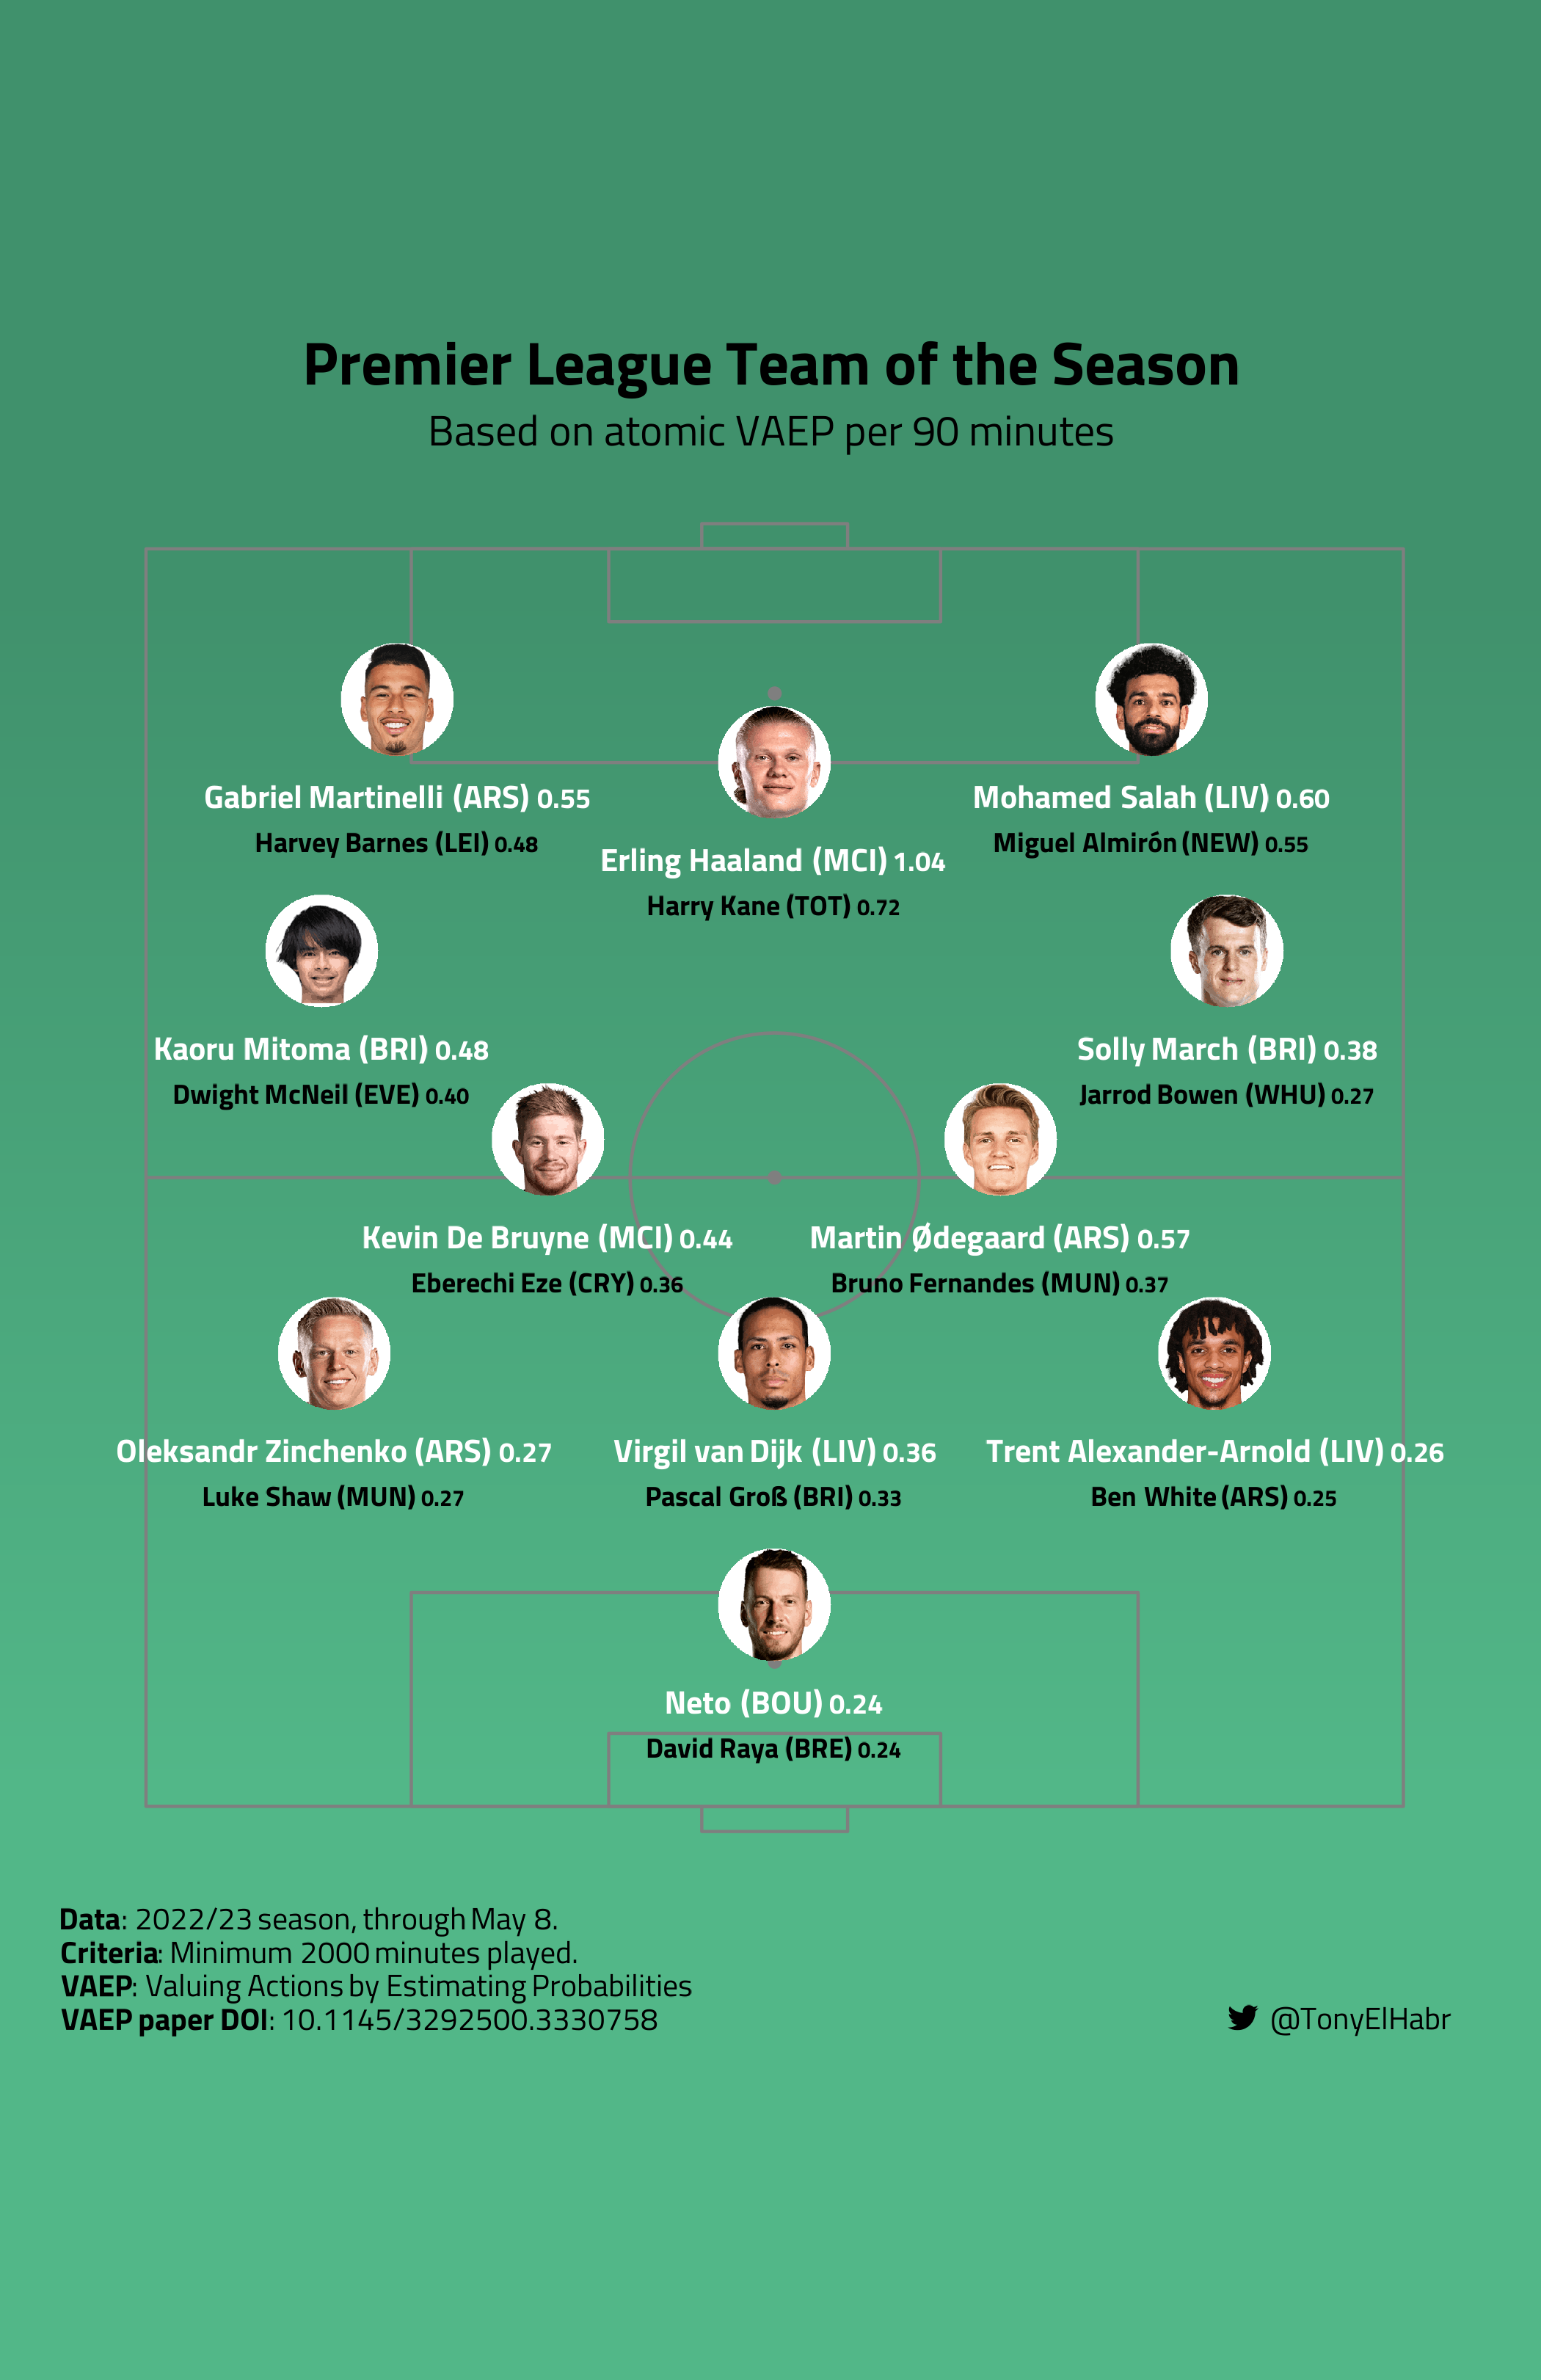 Premier League Team of the Season
Based on atomic VAEP per 90 minutes
Gabriel Martinelli (ARS) 0.55
Harvey Barnes (LEI) 0.48
Erling Haaland (MCI) 1.04
Harry Kane (TOT) 0.72
Mohamed Salah (LIV) 0.60
Miguel Almirón (NEW) 0.55
Kaoru Mitoma (BRI) 0.48
Dwight McNeil (EVE) 0.40
Solly March (BRI) 0.38
Jarrod Bowen (WHU) 0.27
Kevin De Bruyne (MCI) 0.44
Eberechi Eze (CRY) 0.36
Martin Ødegaard (ARS) 0.57
Bruno Fernandes (MUN) 0.37
Oleksandr Zinchenko (ARS) 0.27
Luke Shaw (MUN) 0.27
Virgil van Dijk (LIV) 0.36
Pascal Groß (BRI) 0.33
Trent Alexander-Arnold (LIV) 0.26
Ben White (ARS) 0.25
Neto (BOU) 0.24
David Raya (BRE) 0.24
Data: 2022/23 season, through May 8.
Criteria: Minimum 2000 minutes played.
VAEP: Valuing Actions by Estimating Probabilities
VAEP paper DOI: 10.1145/3292500.3330758
@TonyElHabr